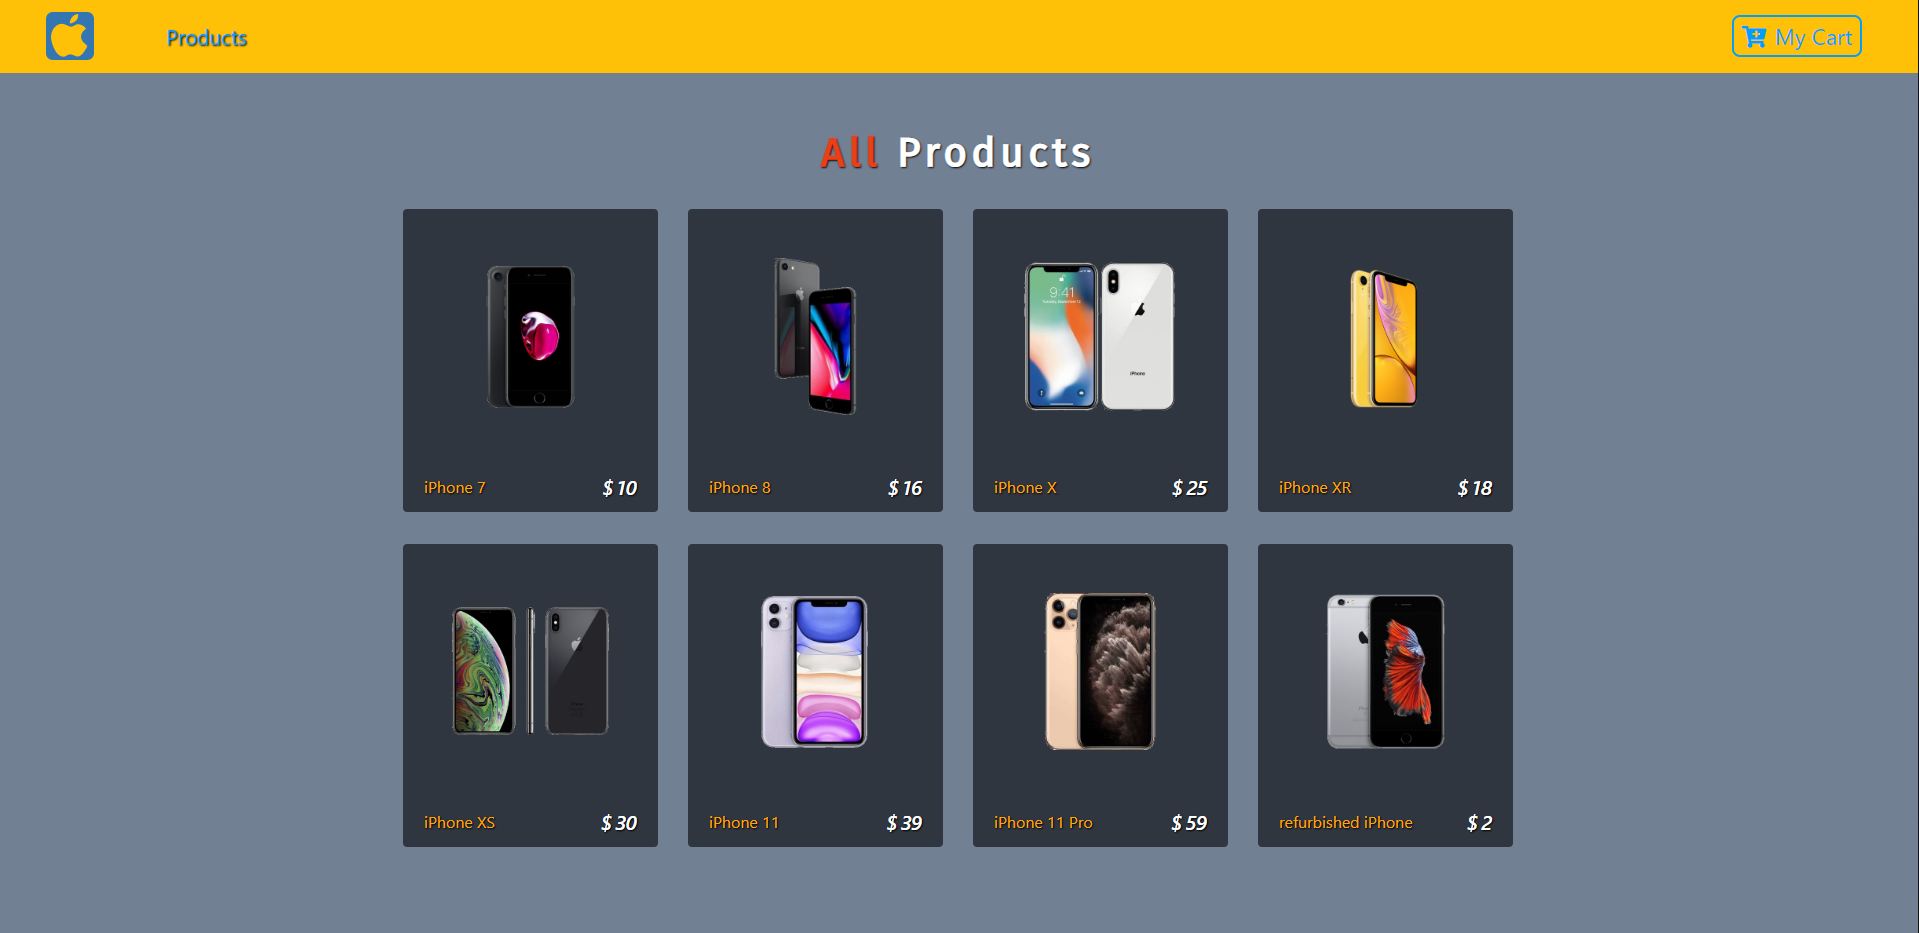 Products
My Cart
All Products
iPhone 7 $ 10
iPhone 8 $ 16
9:41
iPhone
iPhone X $ 25
iPhone XR $ 18
iPhone XS $ 30
iPhone 11 $ 39
iPhone 11 Pro $ 59
refurbished iPhone $ 2